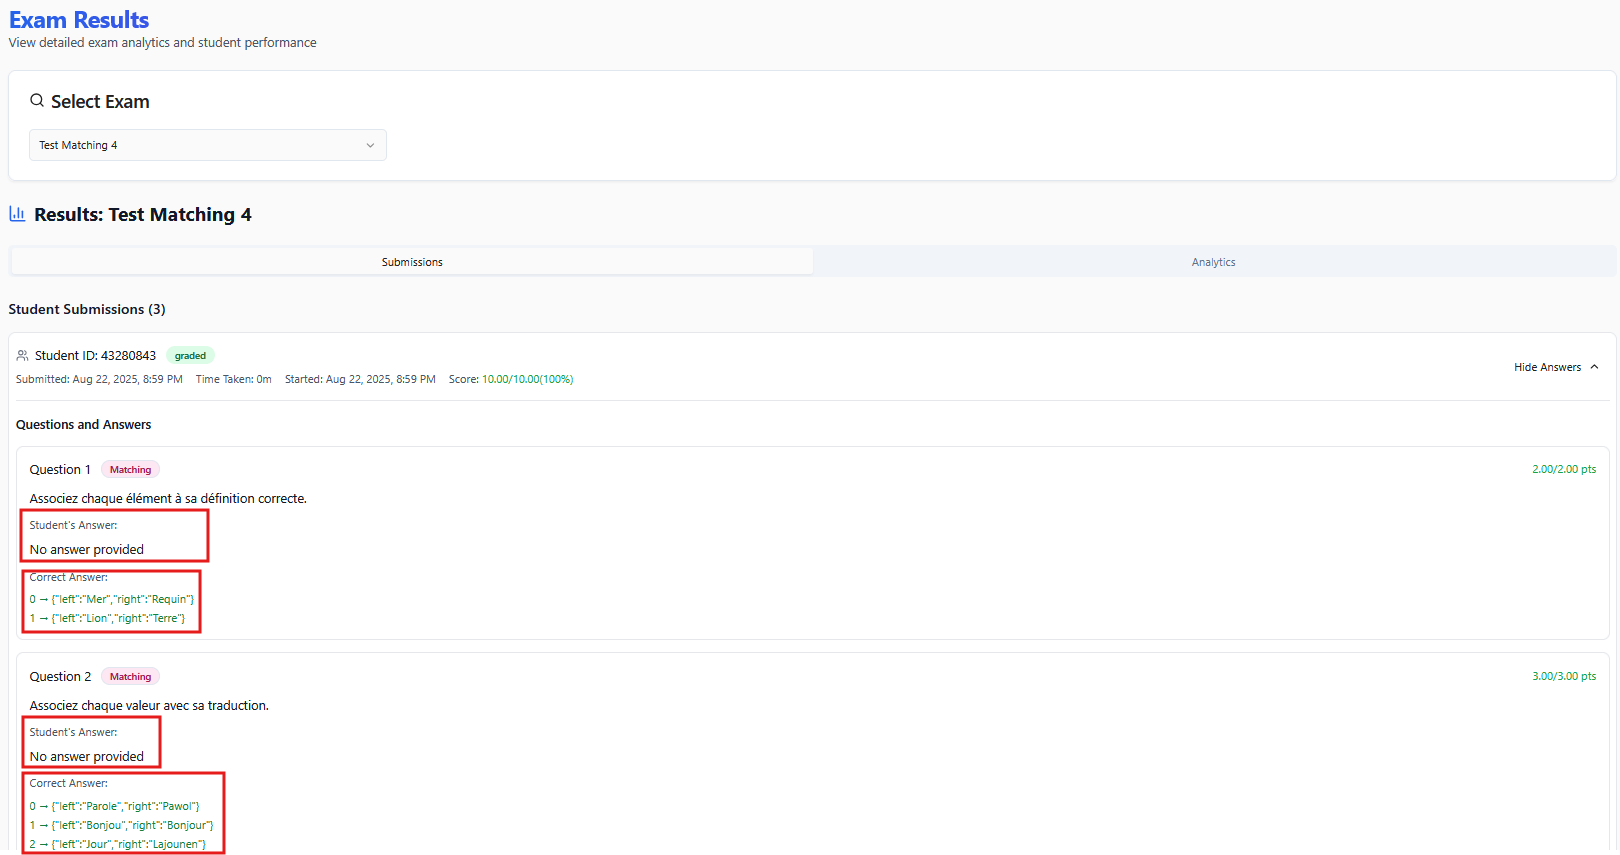 Exam Results
View detailed exam analytics and student performance
Select Exam
Test Matching 4
Results: Test Matching 4
Submissions
Analytics
Student Submissions (3)
Student ID: 43280843 graded
Submitted: Aug 22, 2025, 8:59 PM Time Taken: 0m Started: Aug 22, 2025, 8:59 PM Score: 10.00/10.00(100%)
Hide Answers
Questions and Answers
Question 1 Matching 2.00/2.00 pts
Associez chaque élément à sa définition correcte.
Student's Answer:
No answer provided
Correct Answer:
0 → {"left":"Mer","right":"Requin"}
1 → {"left":"Lion","right":"Terre"}
Question 2 Matching 3.00/3.00 pts
Associez chaque valeur avec sa traduction.
Student's Answer:
No answer provided
Correct Answer:
0 → {"left":"Parole","right":"Pawol"}
1 → {"left":"Bonjou","right":"Bonjour"}
2 → {"left":"Jour","right":"Lajounen"}